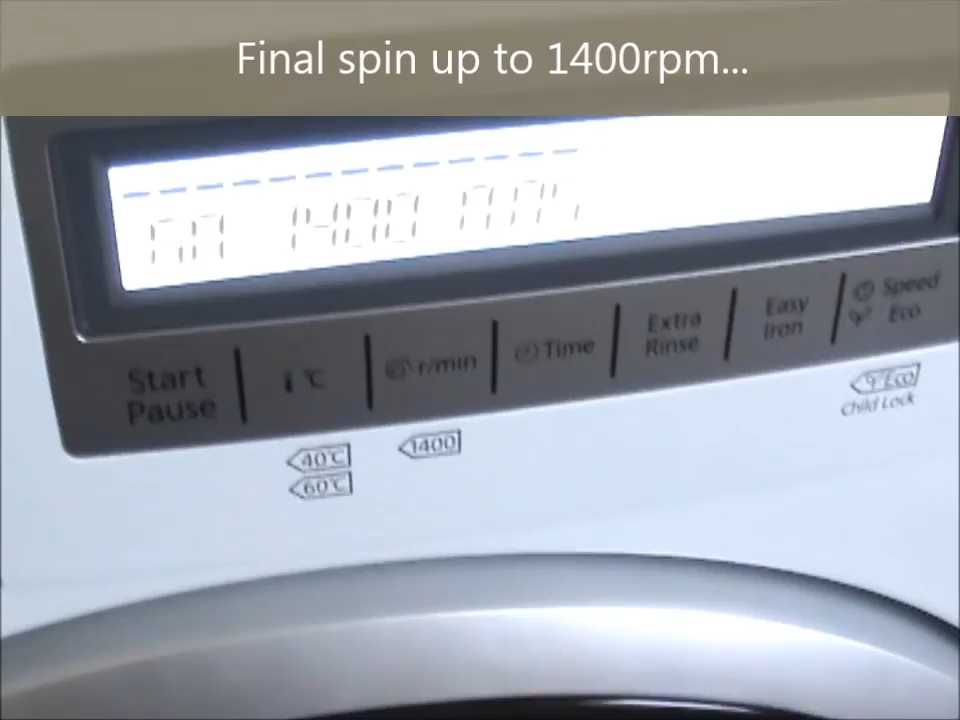 Final spin up to 1400rpm...
1400
Start
Pause
℃
r/min
Time
Extra
Rinse
Easy
Iron
Speed
Eco
40℃
60℃
1400
Eco
Child Lock